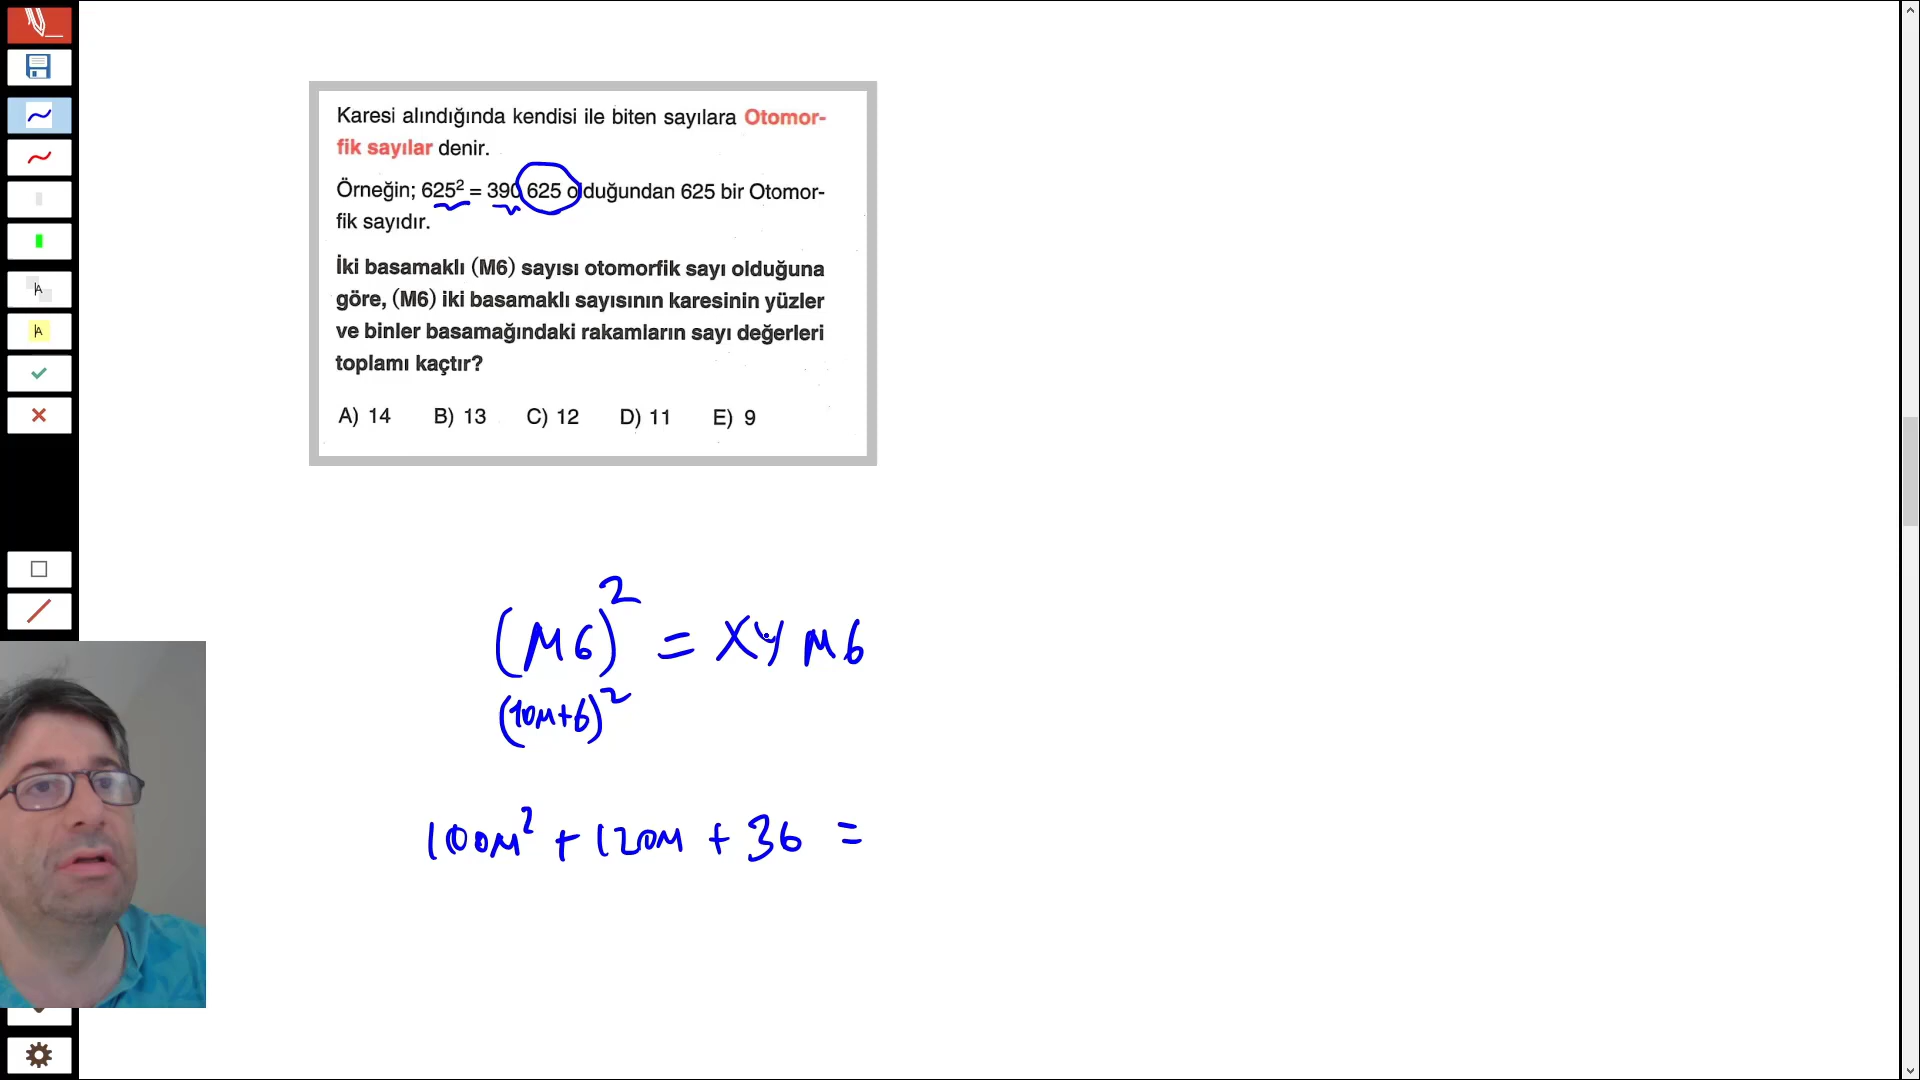 Karesi alındığında kendisi ile biten sayılara Otomor-
fik sayılar denir.
Örneğin; 625² = 390 625 olduğundan 625 bir Otomor-
fik sayıdır.
İki basamaklı (M6) sayısı otomorfik sayı olduğuna
göre, (M6) iki basamaklı sayısının karesinin yüzler
ve binler basamağındaki rakamların sayı değerleri
toplamı kaçtır?
A) 14 B) 13 C) 12 D) 11 E) 9
(M6)² = XY M6
(10M+6)²
100M² + 120M + 36 =